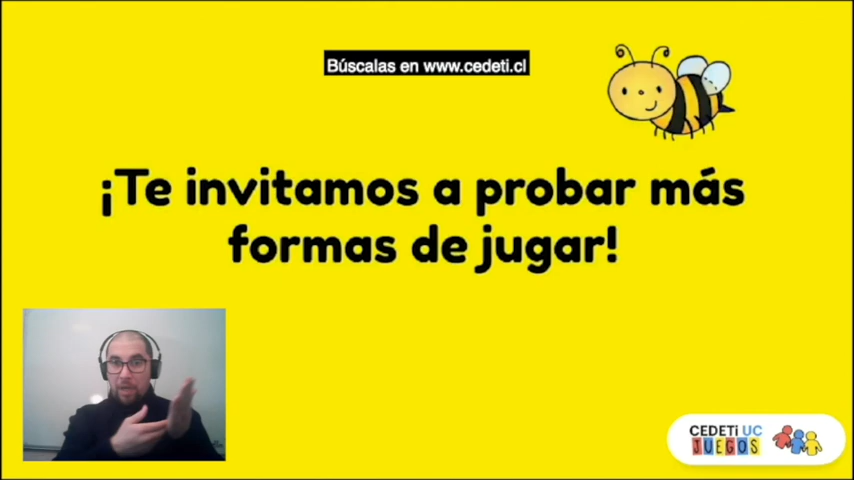 Búscalas en www.cedeti.cl
¡Te invitamos a probar más
formas de jugar!
CEDETi UC
JUEGOS